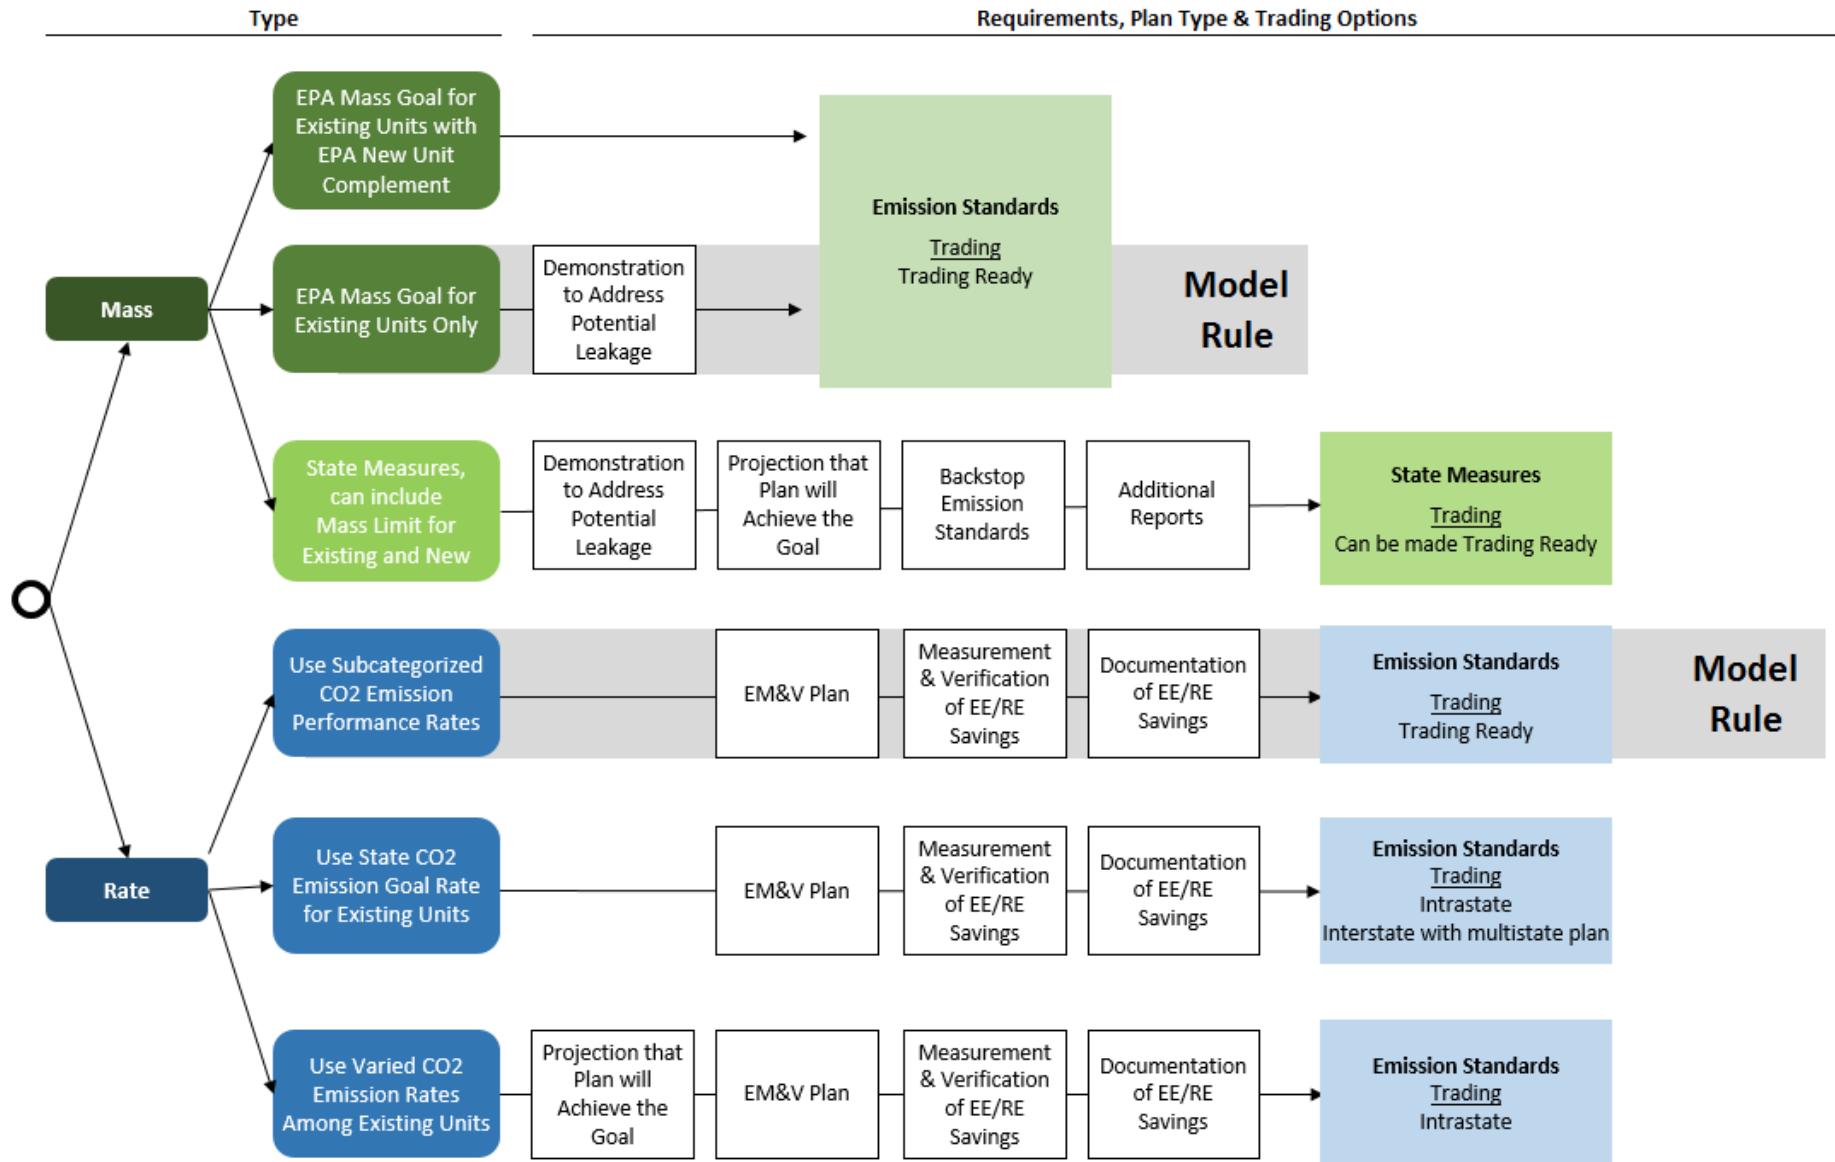 Type
Requirements, Plan Type & Trading Options
EPA Mass Goal for
Existing Units with
EPA New Unit
Complement
Emission Standards
Trading
Trading Ready
Mass
EPA Mass Goal for
Existing Units Only
Demonstration
to Address
Potential
Leakage
Model
Rule
State Measures,
can include
Mass Limit for
Existing and New
Demonstration
to Address
Potential
Leakage
Projection that
Plan will
Achieve the
Goal
Backstop
Emission
Standards
Additional
Reports
State Measures
Trading
Can be made Trading Ready
Use Subcategorized
CO2 Emission
Performance Rates
EM&V Plan
Measurement
& Verification
of EE/RE
Savings
Documentation
of EE/RE
Savings
Emission Standards
Trading
Trading Ready
Model
Rule
Rate
Use State CO2
Emission Goal Rate
for Existing Units
EM&V Plan
Measurement
& Verification
of EE/RE
Savings
Documentation
of EE/RE
Savings
Emission Standards
Trading
Intrastate
Interstate with multistate plan
Use Varied CO2
Emission Rates
Among Existing Units
Projection that
Plan will
Achieve the
Goal
EM&V Plan
Measurement
& Verification
of EE/RE
Savings
Documentation
of EE/RE
Savings
Emission Standards
Trading
Intrastate